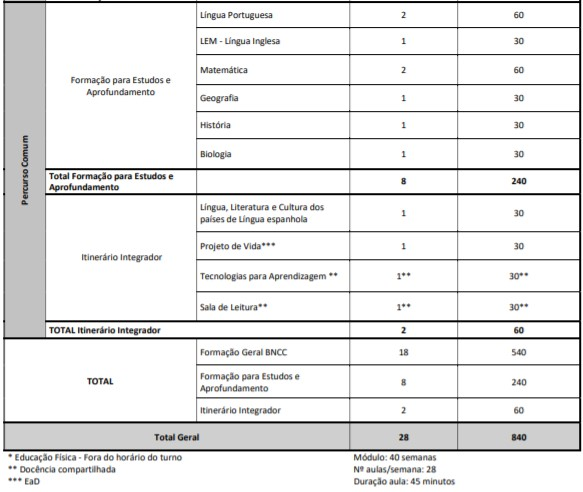 Língua Portuguesa 2 60
LEM - Língua Inglesa 1 30
Matemática 2 60
Formação para Estudos e
Aprofundamento
Geografia 1 30
História 1 30
Biologia 1 30
Percurso Comum
Total Formação para Estudos e
Aprofundamento 8 240
Língua, Literatura e Cultura dos
países de Língua espanhola 1 30
Projeto de Vida*** 1 30
Itinerário Integrador
Tecnologias para Aprendizagem ** 1** 30**
Sala de Leitura** 1** 30**
TOTAL Itinerário Integrador 2 60
Formação Geral BNCC 18 540
TOTAL
Formação para Estudos e
Aprofundamento 8 240
Itinerário Integrador 2 60
Total Geral 28 840
* Educação Física - Fora do horário do turno Módulo: 40 semanas
** Docência compartilhada Nº aulas/semana: 28
*** EaD Duração aula: 45 minutos